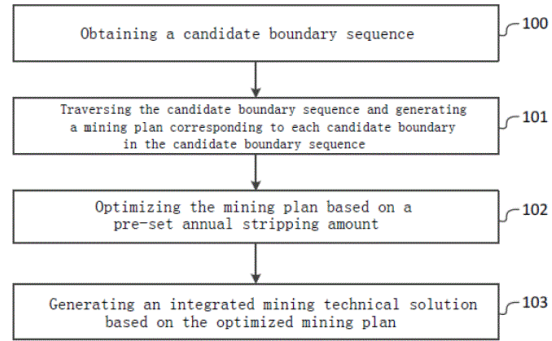 Obtaining a candidate boundary sequence
100
Traversing the candidate boundary sequence and generating
a mining plan corresponding to each candidate boundary
in the candidate boundary sequence
101
Optimizing the mining plan based on a
pre-set annual stripping amount
102
Generating an integrated mining technical solution
based on the optimized mining plan
103